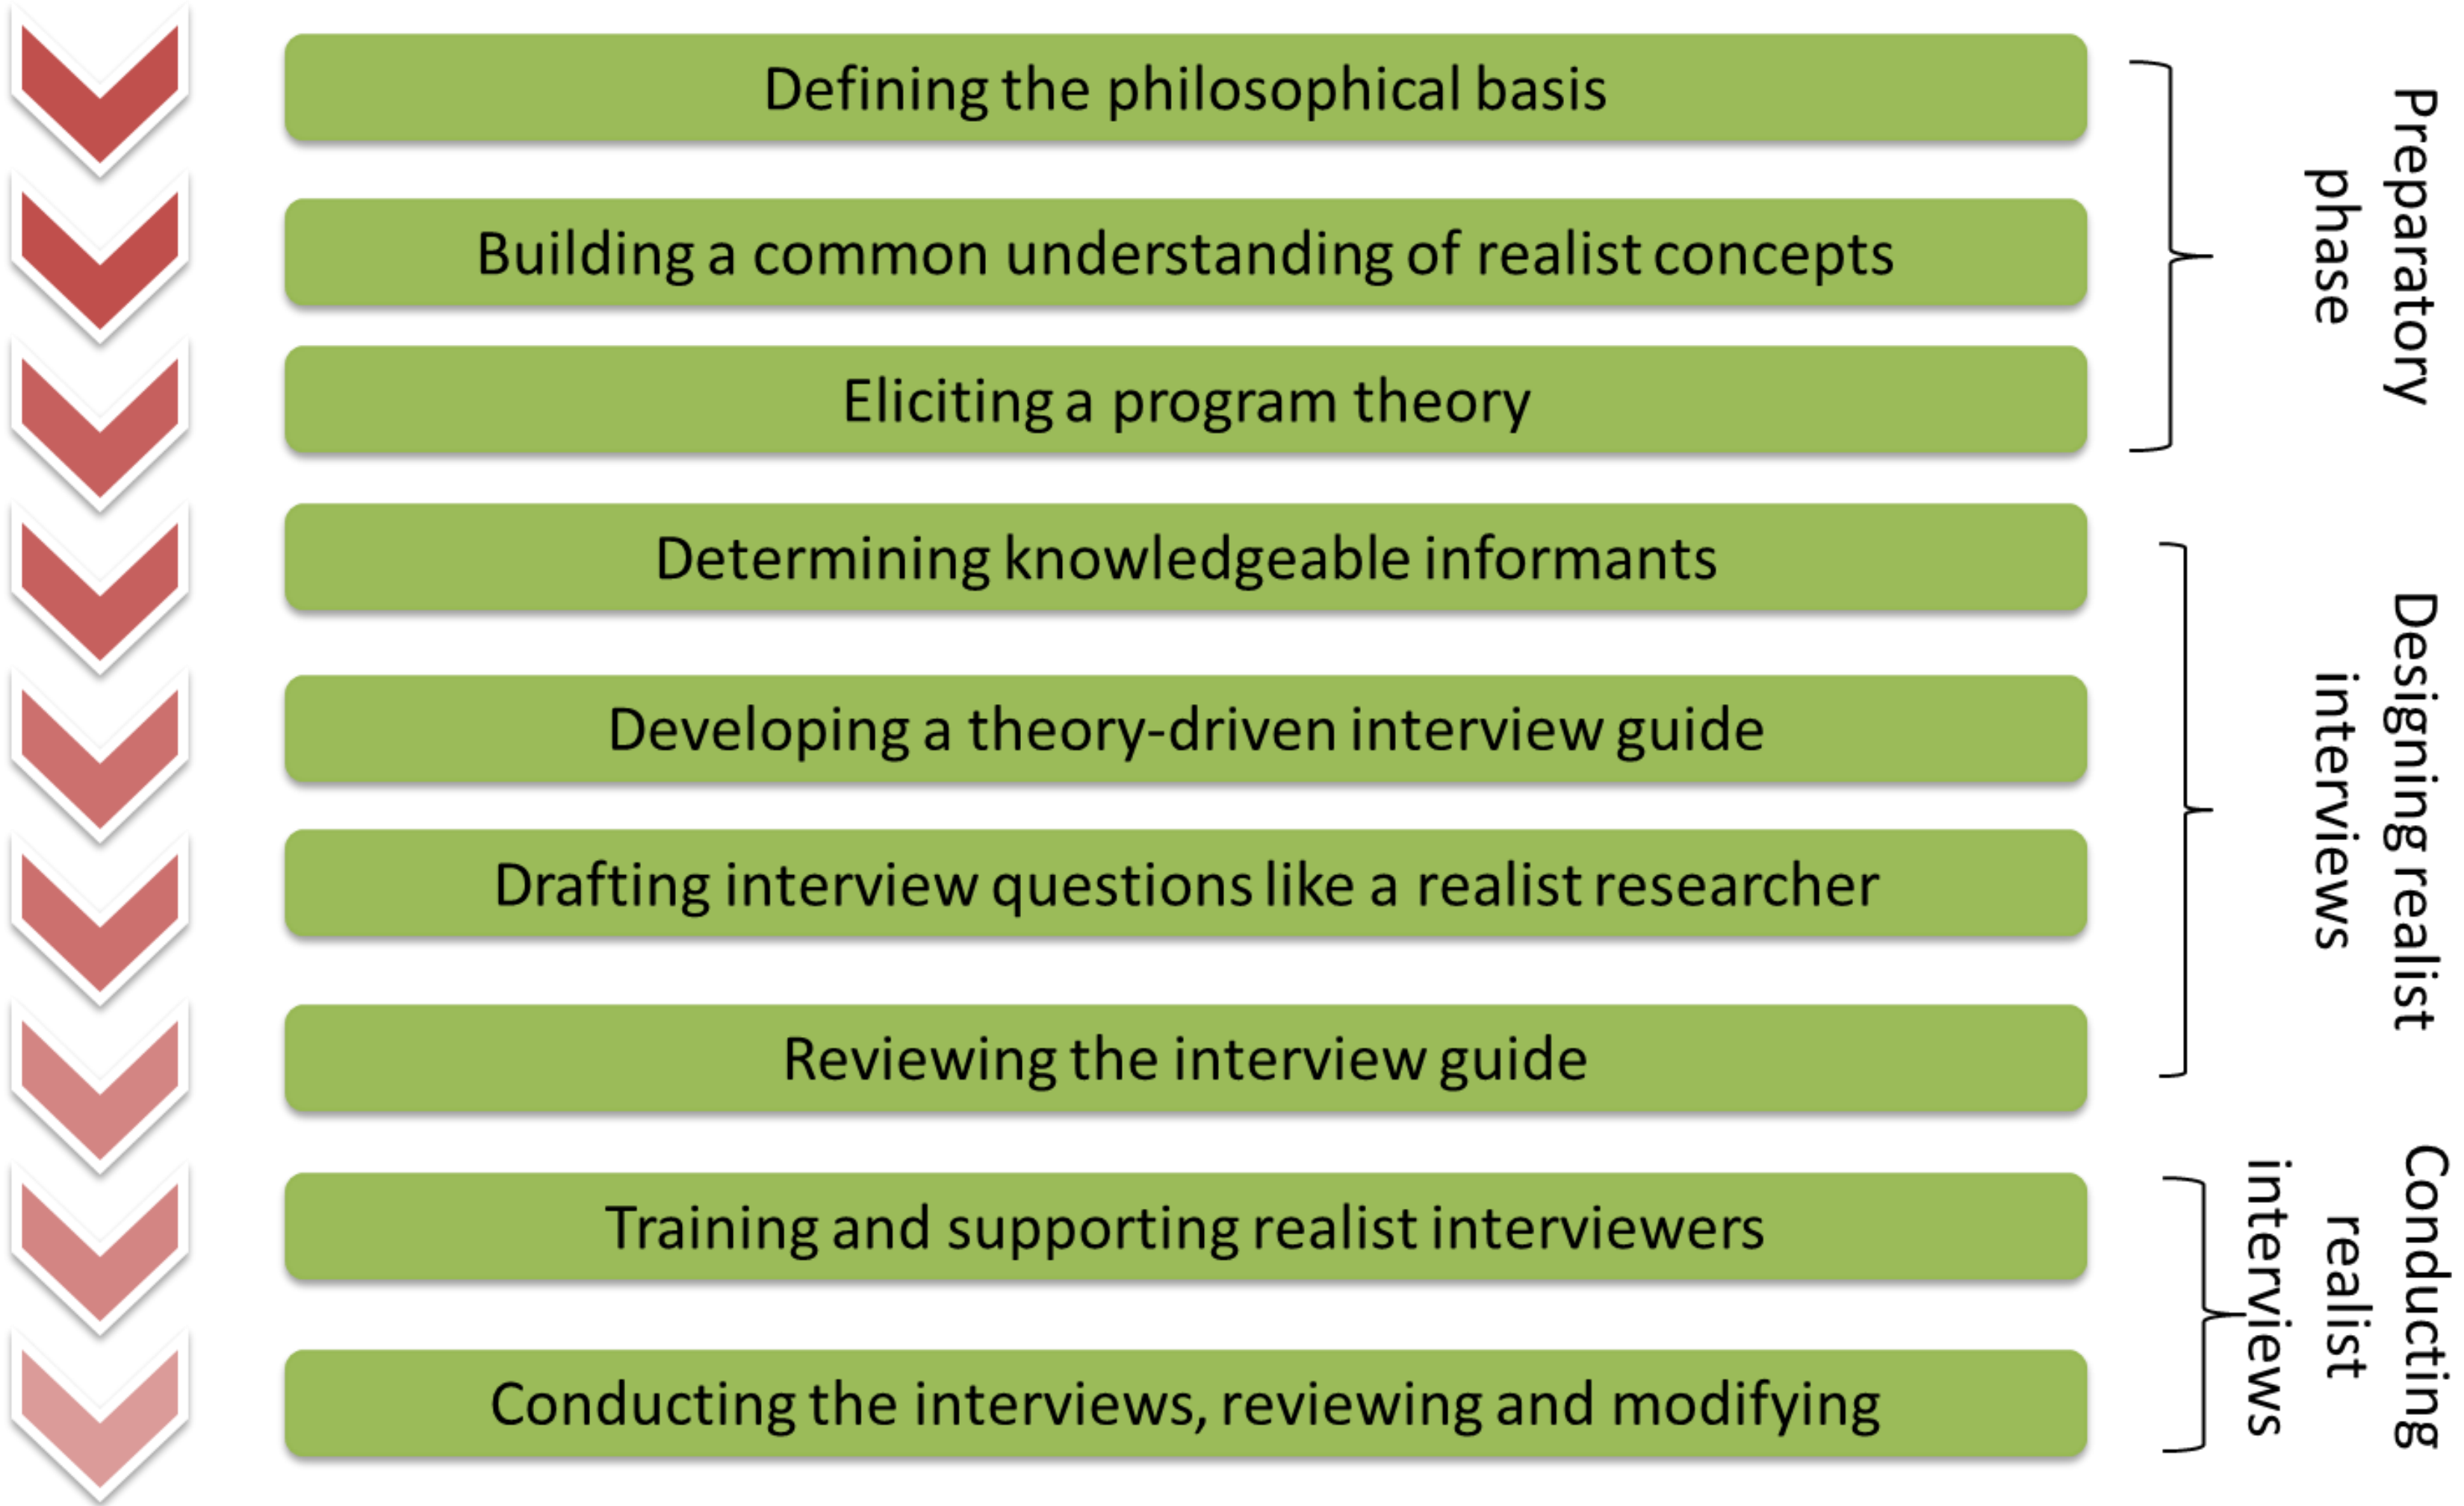 Defining the philosophical basis
Building a common understanding of realist concepts
Eliciting a program theory
Preparatory
phase
Determining knowledgeable informants
Developing a theory-driven interview guide
Drafting interview questions like a realist researcher
Reviewing the interview guide
Designing realist
interviews
Training and supporting realist interviewers
Conducting the interviews, reviewing and modifying
Conducting
realist
interviews